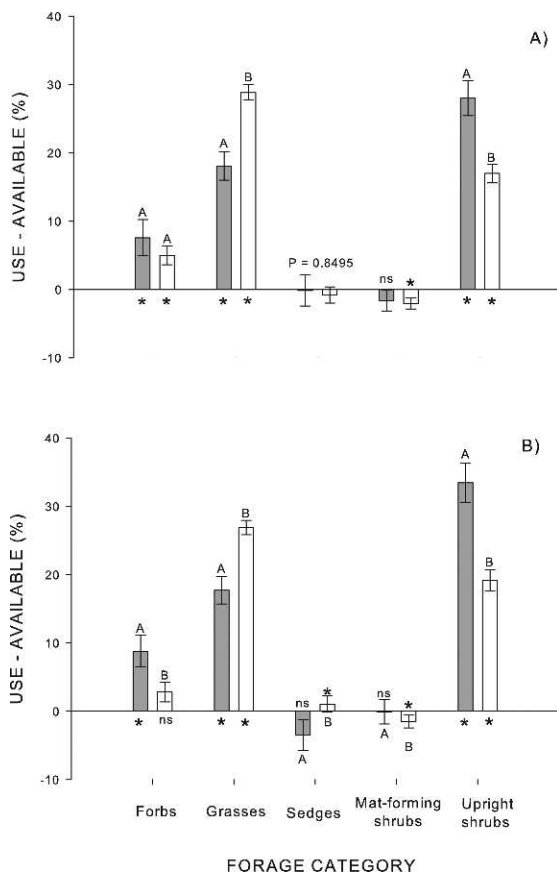 A)
USE - AVAILABLE (%)
40
30
20
10
0
-10
A A
A B
P = 0.8495
ns *
A B
* *
* *
* *
B)
USE - AVAILABLE (%)
40
30
20
10
0
-10
A B
A B
ns *
ns *
A B
* ns
* *
A B
A B
* *
Forbs Grasses Sedges Mat-forming shrubs Upright shrubs
FORAGE CATEGORY